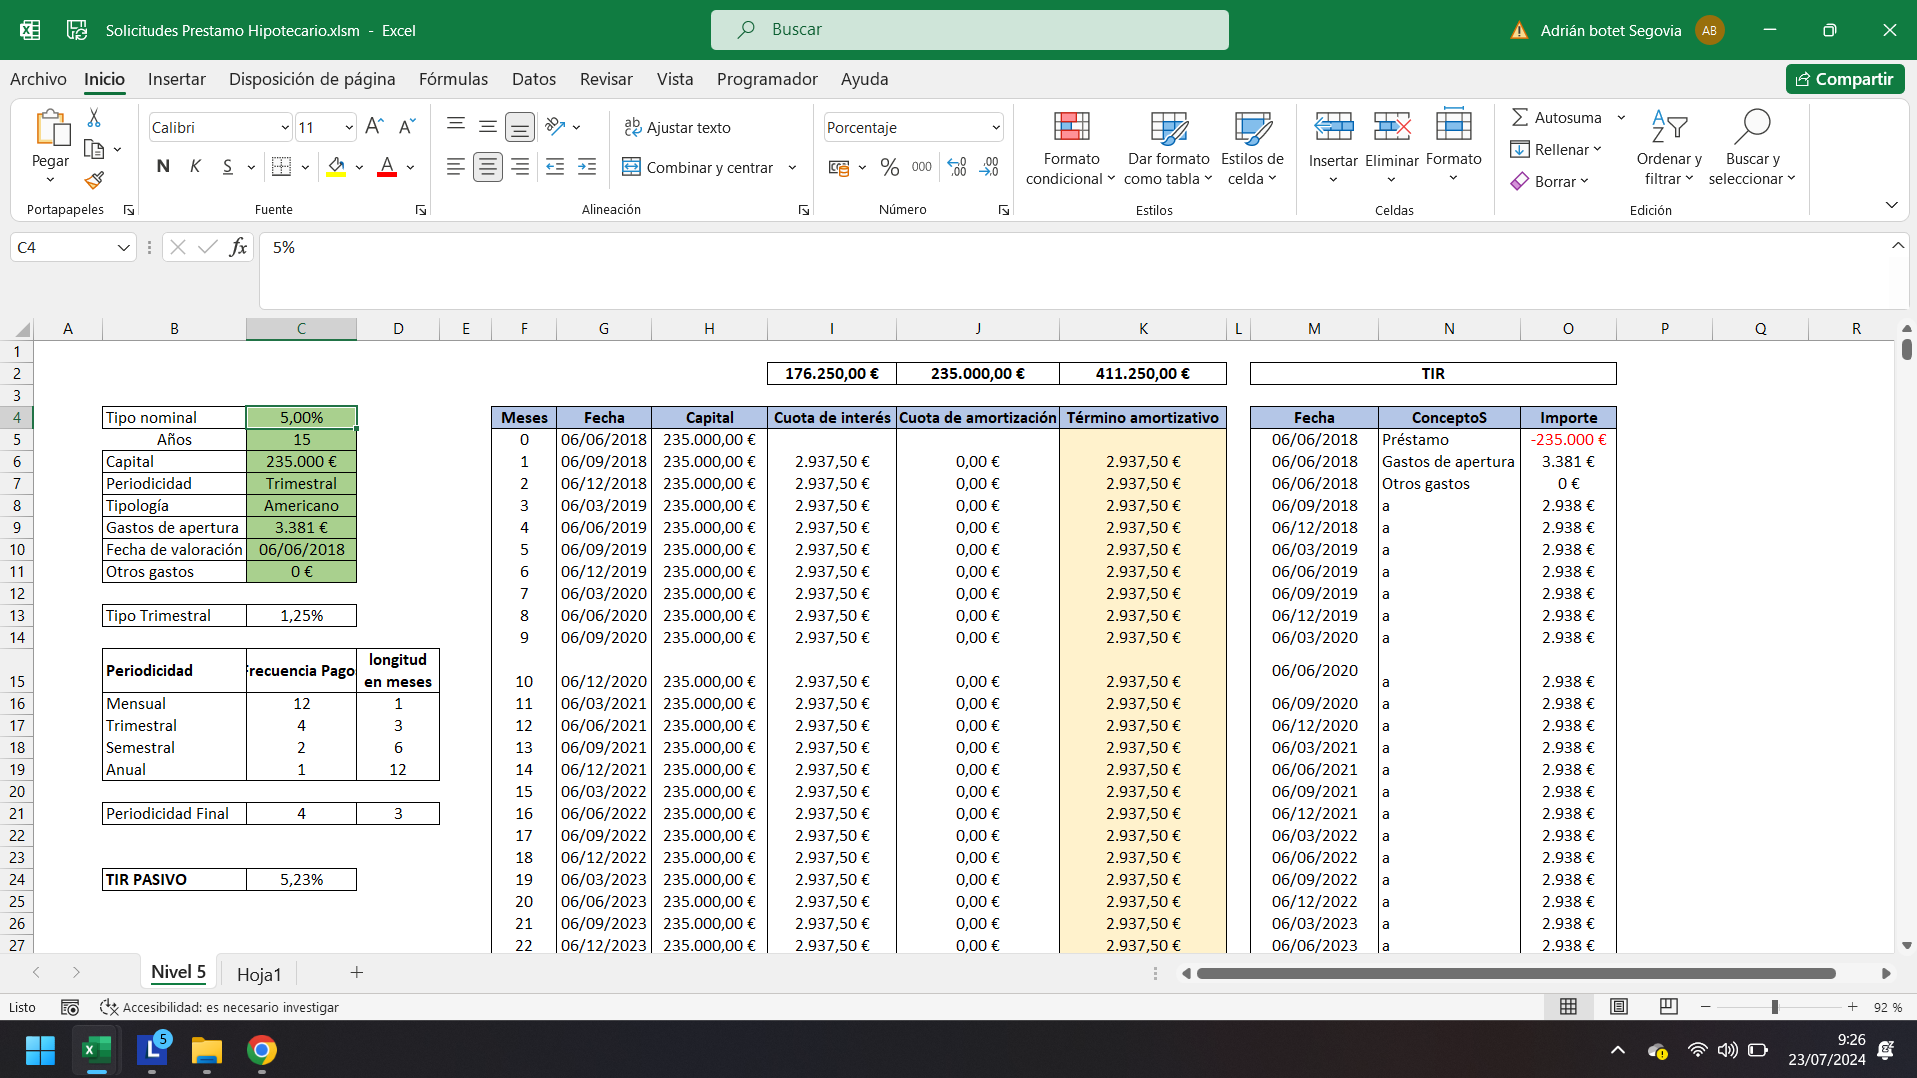 Solicitudes Prestamo Hipotecario.xlsm - Excel
Buscar
Adrián botet Segovia
AB
Archivo Inicio Insertar Disposición de página Fórmulas Datos Revisar Vista Programador Ayuda
Compartir
Pegar
Portapapeles
Calibri 11
N K S
Fuente
Ajustar texto
Combinar y centrar
Alineación
Porcentaje
% 000
Número
Formato condicional
Dar formato como tabla
Estilos de celda
Estilos
Insertar Eliminar Formato
Celdas
Autosuma
Rellenar
Borrar
Ordenar y filtrar
Buscar y seleccionar
Edición
C4 fx 5%
A B C D E F G H I J K L M N O P Q R
1
2 176.250,00 € 235.000,00 € 411.250,00 € TIR
3
4 Tipo nominal 5,00% Meses Fecha Capital Cuota de interés Cuota de amortización Término amortizativo Fecha ConceptoS Importe
5 Años 15 0 06/06/2018 235.000,00 € 06/06/2018 Préstamo -235.000 €
6 Capital 235.000 € 1 06/09/2018 235.000,00 € 2.937,50 € 0,00 € 2.937,50 € 06/06/2018 Gastos de apertura 3.381 €
7 Periodicidad Trimestral 2 06/12/2018 235.000,00 € 2.937,50 € 0,00 € 2.937,50 € 06/06/2018 Otros gastos 0 €
8 Tipología Americano 3 06/03/2019 235.000,00 € 2.937,50 € 0,00 € 2.937,50 € 06/09/2018 a 2.938 €
9 Gastos de apertura 3.381 € 4 06/06/2019 235.000,00 € 2.937,50 € 0,00 € 2.937,50 € 06/12/2018 a 2.938 €
10 Fecha de valoración 06/06/2018 5 06/09/2019 235.000,00 € 2.937,50 € 0,00 € 2.937,50 € 06/03/2019 a 2.938 €
11 Otros gastos 0 € 6 06/12/2019 235.000,00 € 2.937,50 € 0,00 € 2.937,50 € 06/06/2019 a 2.938 €
12 7 06/03/2020 235.000,00 € 2.937,50 € 0,00 € 2.937,50 € 06/09/2019 a 2.938 €
13 Tipo Trimestral 1,25% 8 06/06/2020 235.000,00 € 2.937,50 € 0,00 € 2.937,50 € 06/12/2019 a 2.938 €
14 9 06/09/2020 235.000,00 € 2.937,50 € 0,00 € 2.937,50 € 06/03/2020 a 2.938 €
15 Periodicidad Frecuencia Pago longitud en meses 10 06/12/2020 235.000,00 € 2.937,50 € 0,00 € 2.937,50 € 06/06/2020 a 2.938 €
16 Mensual 12 1 11 06/03/2021 235.000,00 € 2.937,50 € 0,00 € 2.937,50 € 06/09/2020 a 2.938 €
17 Trimestral 4 3 12 06/06/2021 235.000,00 € 2.937,50 € 0,00 € 2.937,50 € 06/12/2020 a 2.938 €
18 Semestral 2 6 13 06/09/2021 235.000,00 € 2.937,50 € 0,00 € 2.937,50 € 06/03/2021 a 2.938 €
19 Anual 1 12 14 06/12/2021 235.000,00 € 2.937,50 € 0,00 € 2.937,50 € 06/06/2021 a 2.938 €
20 15 06/03/2022 235.000,00 € 2.937,50 € 0,00 € 2.937,50 € 06/09/2021 a 2.938 €
21 Periodicidad Final 4 3 16 06/06/2022 235.000,00 € 2.937,50 € 0,00 € 2.937,50 € 06/12/2021 a 2.938 €
22 17 06/09/2022 235.000,00 € 2.937,50 € 0,00 € 2.937,50 € 06/03/2022 a 2.938 €
23 18 06/12/2022 235.000,00 € 2.937,50 € 0,00 € 2.937,50 € 06/06/2022 a 2.938 €
24 TIR PASIVO 5,23% 19 06/03/2023 235.000,00 € 2.937,50 € 0,00 € 2.937,50 € 06/09/2022 a 2.938 €
25 20 06/06/2023 235.000,00 € 2.937,50 € 0,00 € 2.937,50 € 06/12/2022 a 2.938 €
26 21 06/09/2023 235.000,00 € 2.937,50 € 0,00 € 2.937,50 € 06/03/2023 a 2.938 €
27 22 06/12/2023 235.000,00 € 2.937,50 € 0,00 € 2.937,50 € 06/06/2023 a 2.938 €
Nivel 5 Hoja1
Listo Accesibilidad: es necesario investigar 92 %
5
9:26
23/07/2024